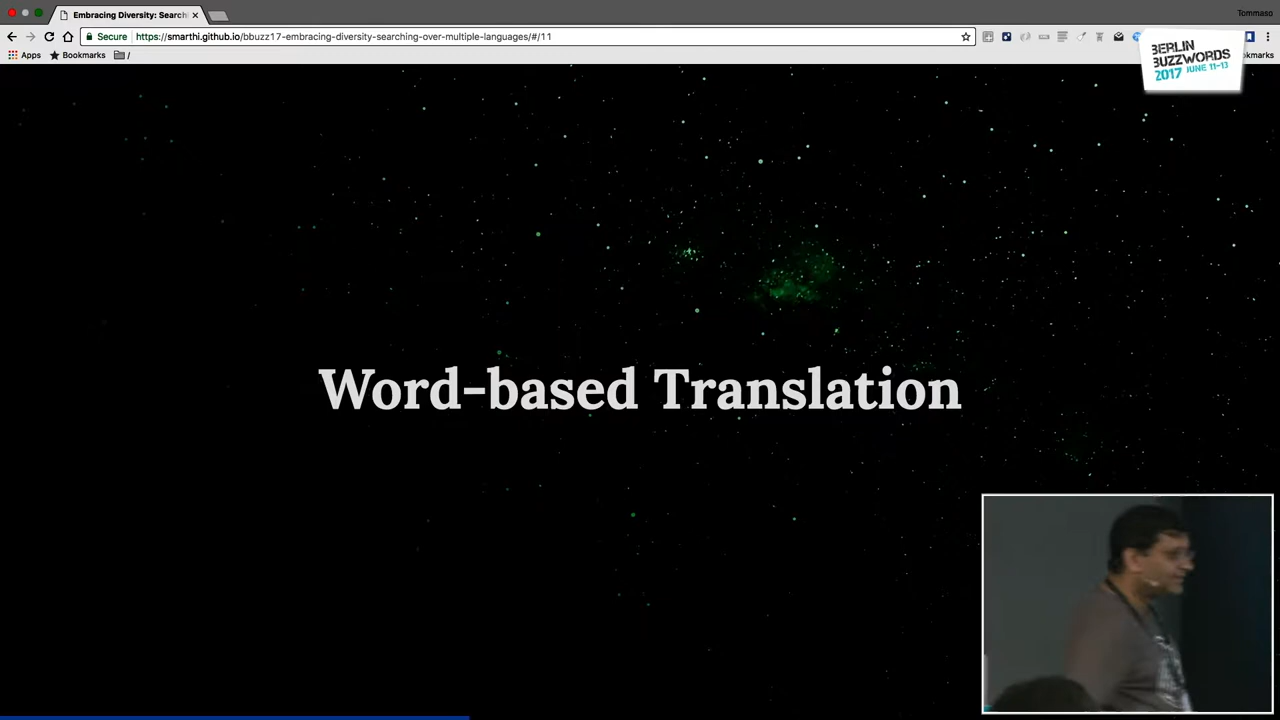 Embracing Diversity: Search
Tommaso
Secure
https://smarthi.github.io/bbuzz17-embracing-diversity-searching-over-multiple-languages/#/11
Apps
Bookmarks
/
kmarks
BERLIN
BUZZWORDS
2017 JUNE 11-13
Word-based Translation